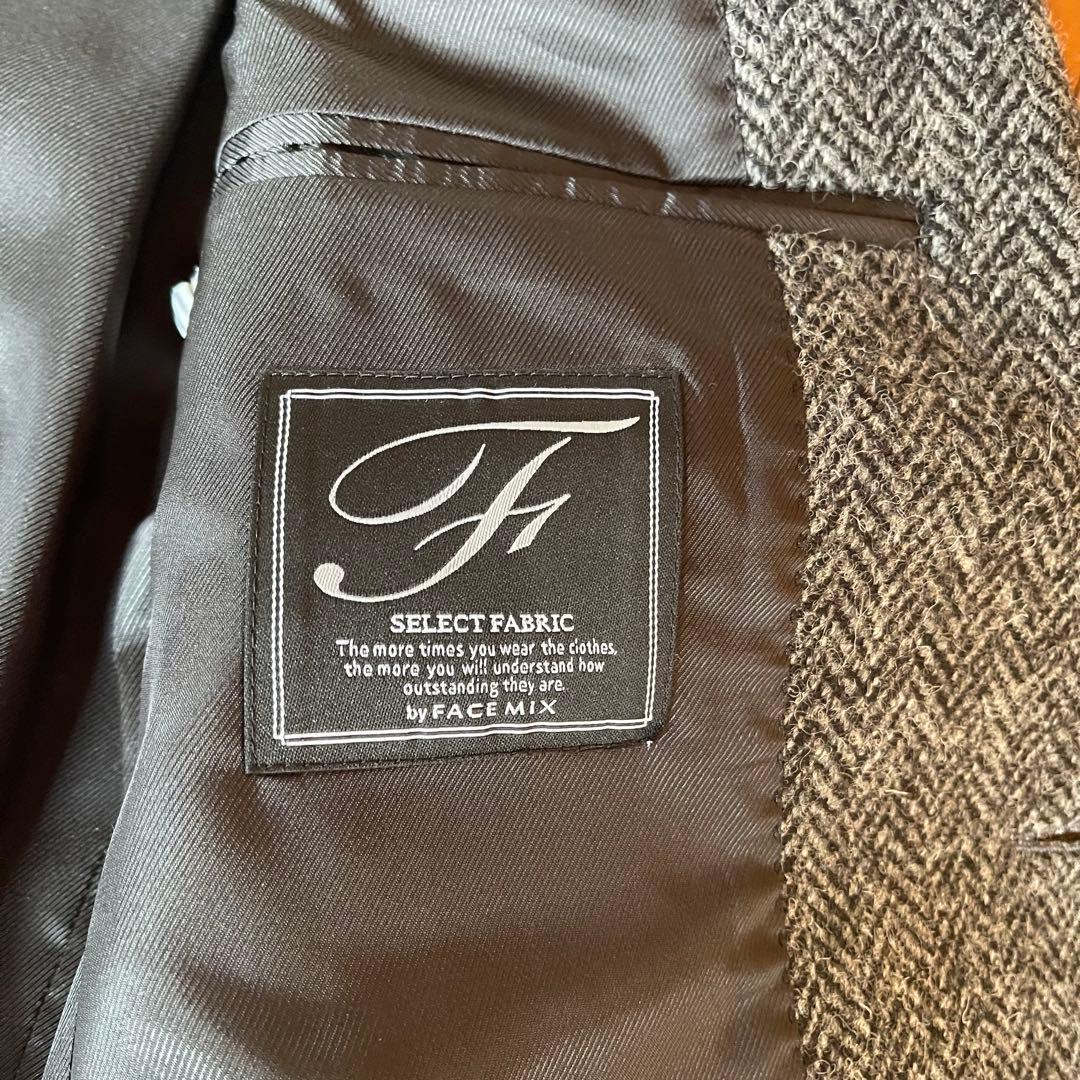 F
SELECT FABRIC
The more times you wear the clothes,
the more you will understand how
outstanding they are.
by FACE MIX